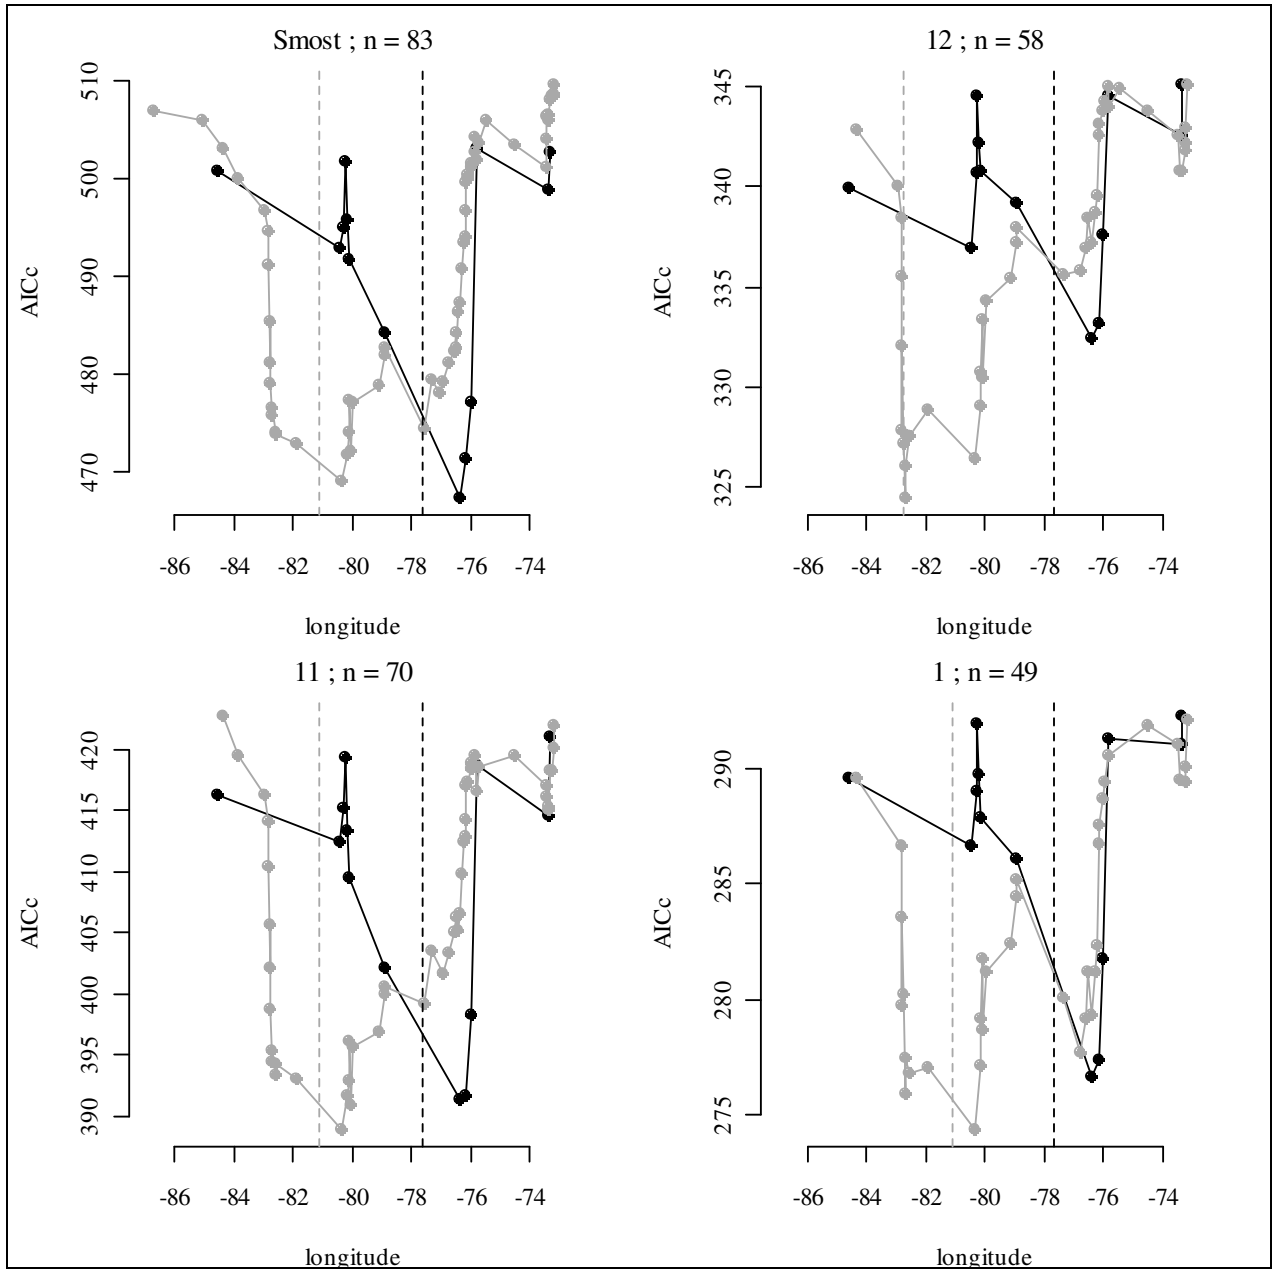 Smost ; n = 83
510
500
490
480
470
AICc
-86 -84 -82 -80 -78 -76 -74
longitude
12 ; n = 58
345
340
335
330
325
AICc
-86 -84 -82 -80 -78 -76 -74
longitude
11 ; n = 70
420
415
410
405
400
395
390
AICc
-86 -84 -82 -80 -78 -76 -74
longitude
1 ; n = 49
290
285
280
275
AICc
-86 -84 -82 -80 -78 -76 -74
longitude